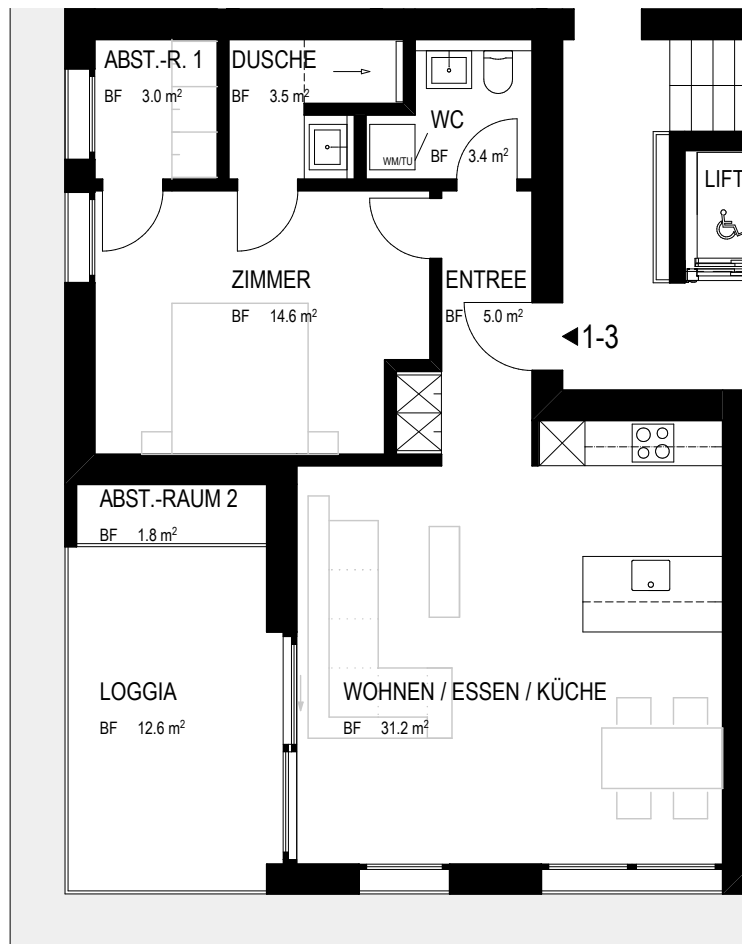 ABST.-R. 1
BF 3.0 m²
DUSCHE
BF 3.5 m²
WC
BF 3.4 m²
WM/TU
LIFT
ZIMMER
BF 14.6 m²
ENTREE
BF 5.0 m²
1-3
ABST.-RAUM 2
BF 1.8 m²
LOGGIA
BF 12.6 m²
WOHNEN / ESSEN / KÜCHE
BF 31.2 m²